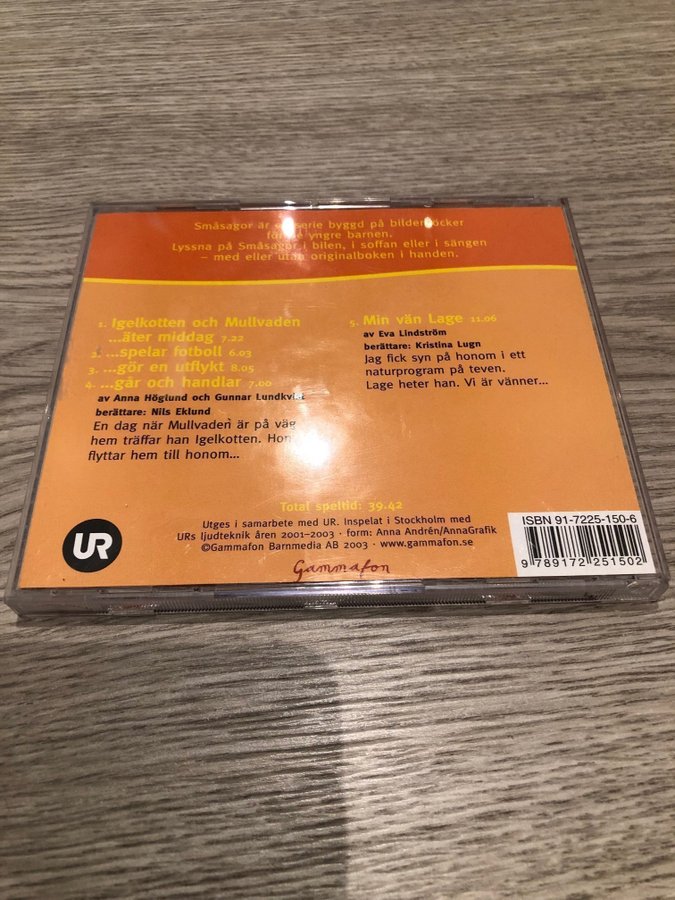 Småsagor är en serie byggd på bilderböcker
för de yngre barnen.
Lyssna på Småsagor i bilen, i soffan eller i sängen
– med eller utan originalboken i handen.
1. Igelkotten och Mullvaden
...äter middag 7.22
2. ...spelar fotboll 6.03
3. ...gör en utflykt 8.05
4. ...går och handlar 7.00
av Anna Höglund och Gunnar Lundkvist
berättare: Nils Eklund
En dag när Mullvaden är på väg
hem träffar han Igelkotten. Hon
flyttar hem till honom...
5. Min vän Lage 11.06
av Eva Lindström
berättare: Kristina Lugn
Jag fick syn på honom i ett
naturprogram på teven.
Lage heter han. Vi är vänner...
Total speltid: 39.42
Utges i samarbete med UR. Inspelat i Stockholm med
URs ljudteknik åren 2001–2003 · form: Anna Andrén/AnnaGrafik
©Gammafon Barnmedia AB 2003 · www.gammafon.se
Gammafon
UR
ISBN 91-7225-150-6
9 789172 251502